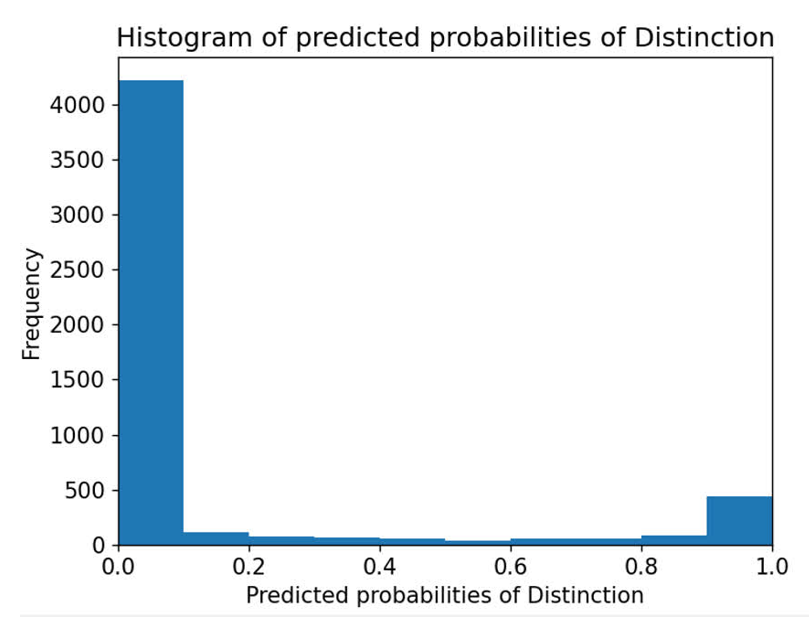 Histogram of predicted probabilities of Distinction
4000
3500
3000
2500
2000
1500
1000
500
0
Frequency
0.0 0.2 0.4 0.6 0.8 1.0
Predicted probabilities of Distinction